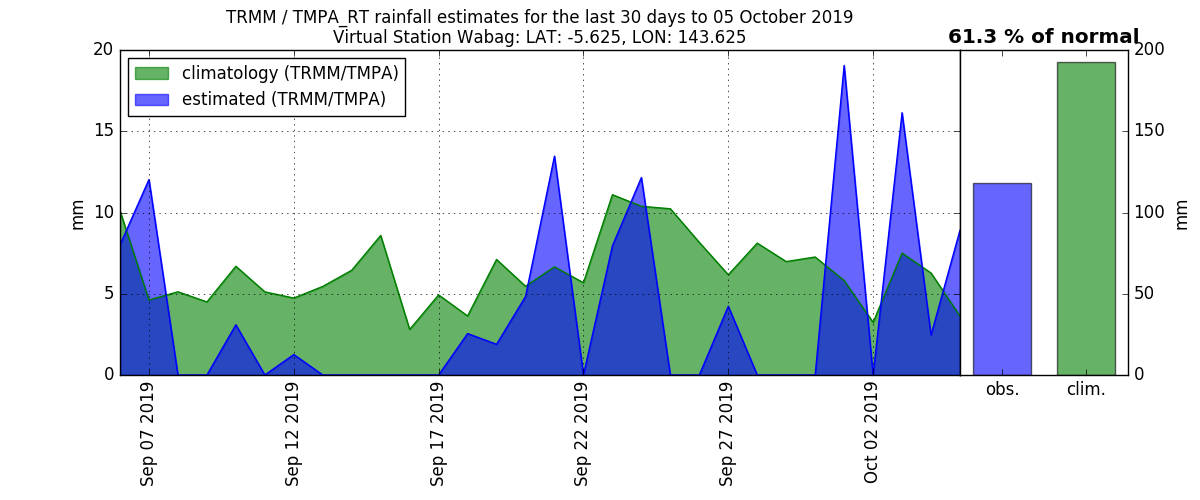 TRMM / TMPA_RT rainfall estimates for the last 30 days to 05 October 2019
Virtual Station Wabag: LAT: -5.625, LON: 143.625
61.3 % of normal
climatology (TRMM/TMPA)
estimated (TRMM/TMPA)
20
15
10
5
0
mm
200
150
100
50
0
mm
Sep 07 2019
Sep 12 2019
Sep 17 2019
Sep 22 2019
Sep 27 2019
Oct 02 2019
obs.
clim.